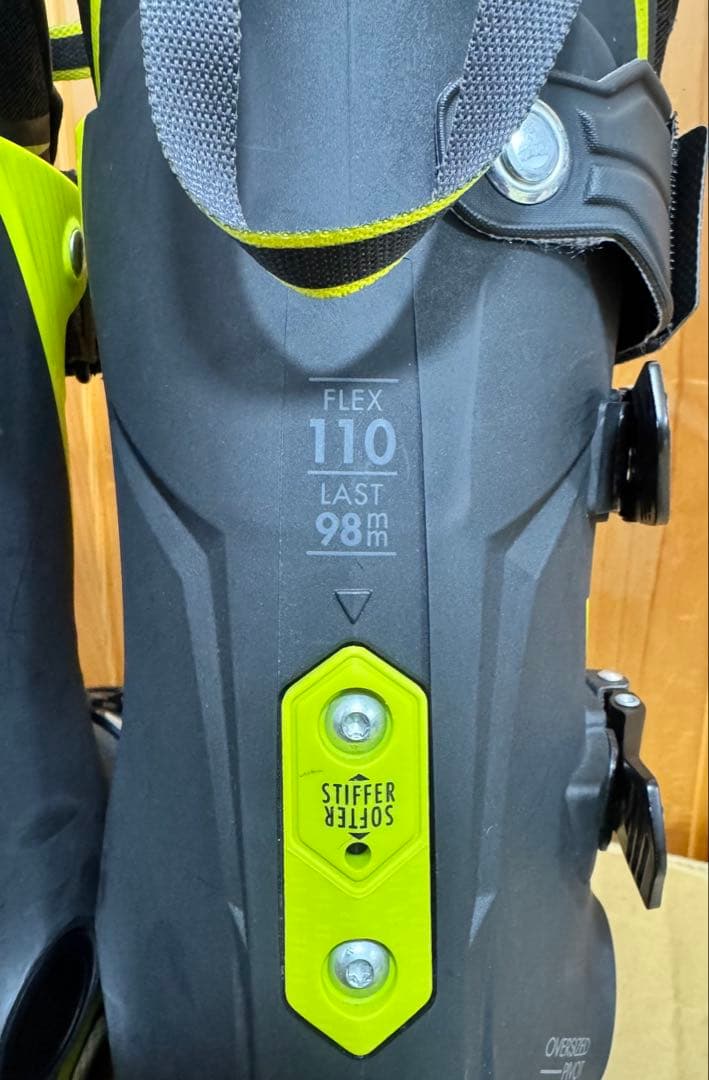 FLEX
110
LAST
98mm
STIFFER
SOFTER
OVERSIZED
PIVOT